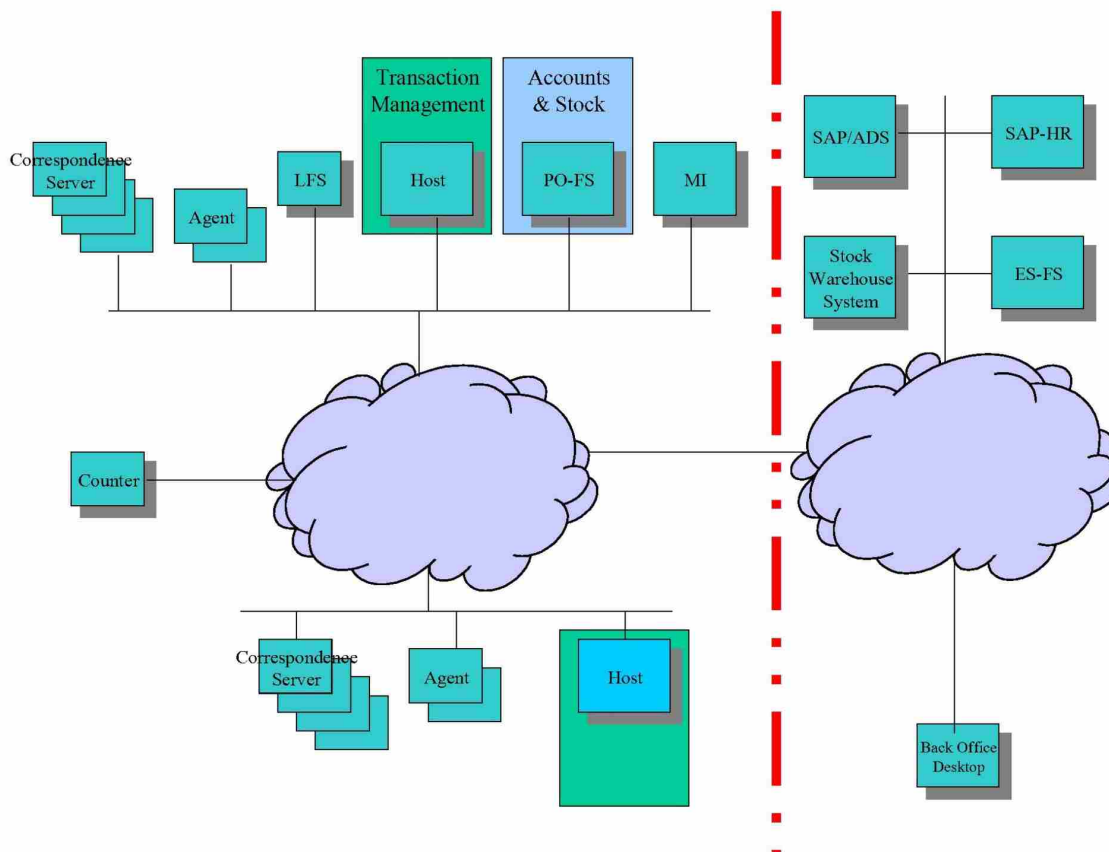 Transaction
Management
Accounts
& Stock
SAP/ADS
SAP-HR
Correspondence
Server
Agent
LFS
Host
PO-FS
MI
Stock
Warehouse
System
ES-FS
Counter
Correspondence
Server
Agent
Host
Back Office
Desktop